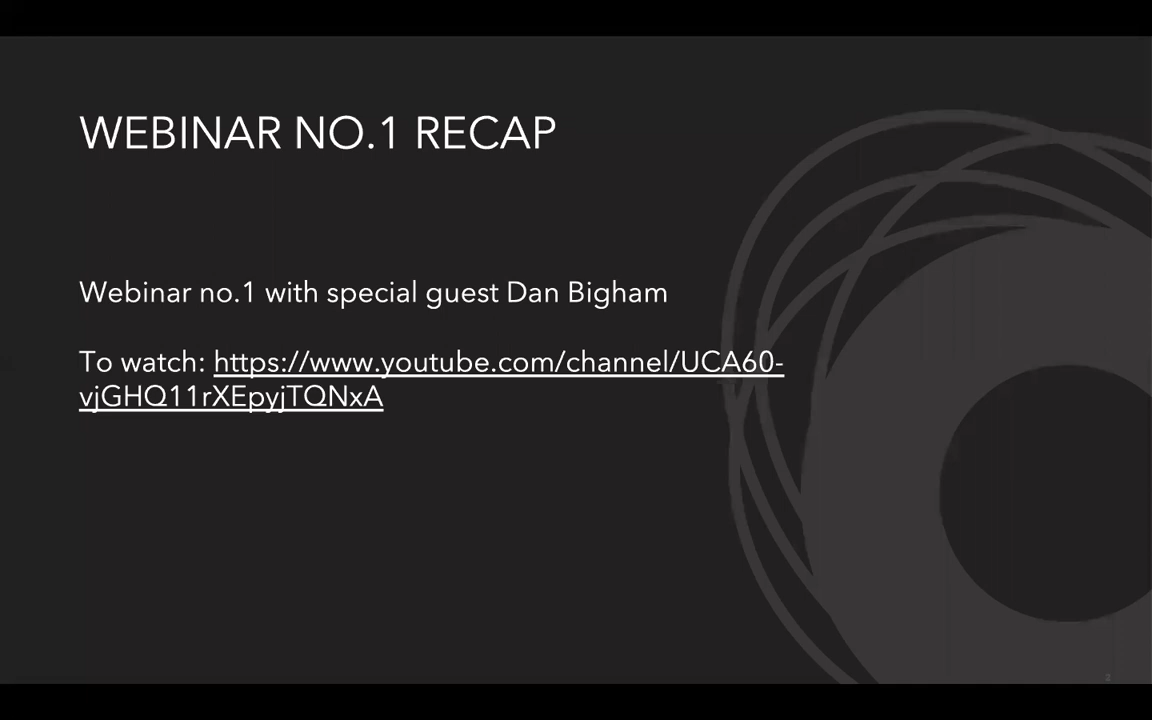 WEBINAR NO.1 RECAP
Webinar no.1 with special guest Dan Bigham
To watch: https://www.youtube.com/channel/UCA60-
vjGHQ11rXEpyjTQNxA
2